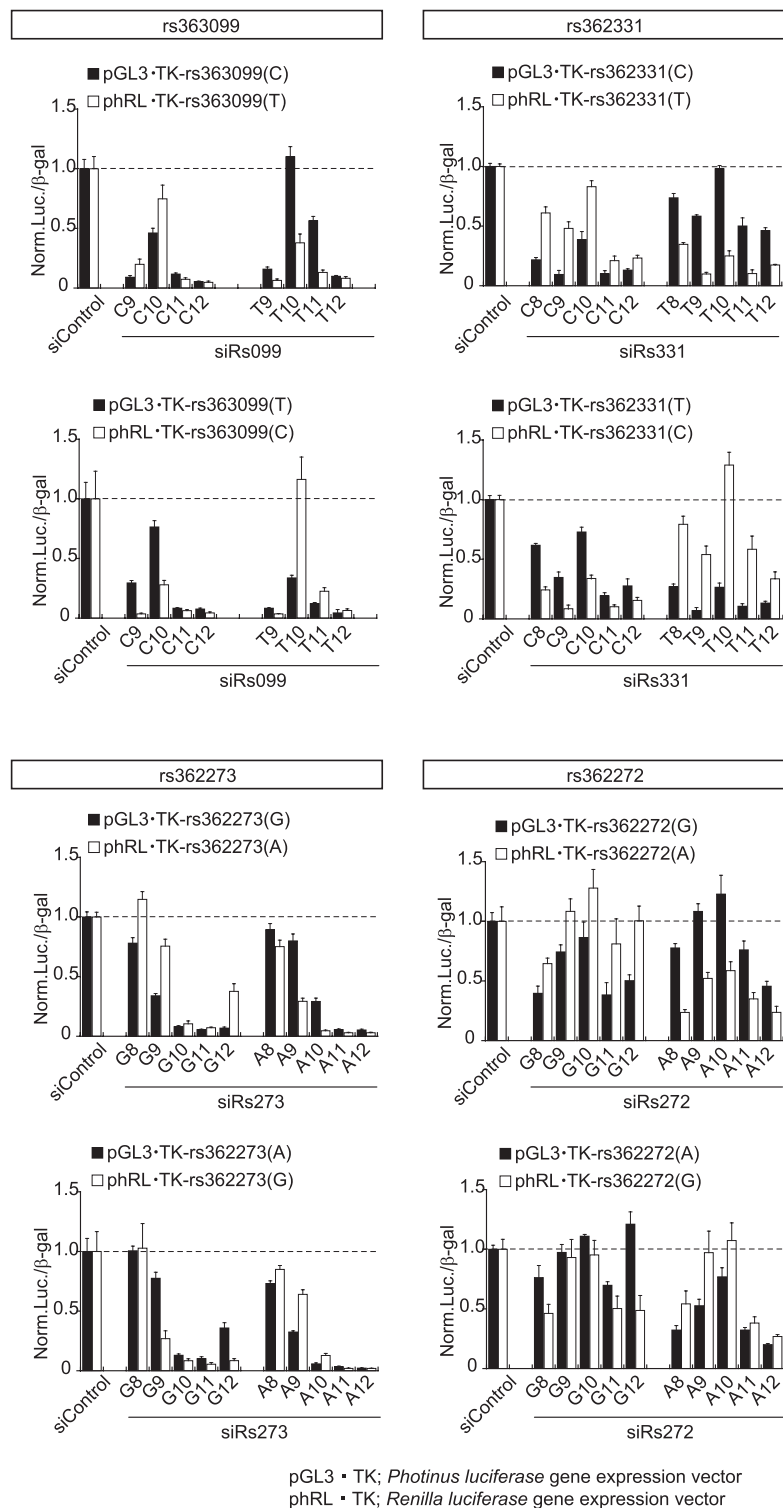 rs363099
■pGL3・TK-rs363099(C)
□phRL・TK-rs363099(T)
Norm.Luc./β-gal
1.5
1.0
0.5
0
siControl
C9
C10
C11
C12
T9
T10
T11
T12
siRs099
■pGL3・TK-rs363099(T)
□phRL・TK-rs363099(C)
Norm.Luc./β-gal
1.5
1.0
0.5
0
siControl
C9
C10
C11
C12
T9
T10
T11
T12
siRs099
rs362331
■pGL3・TK-rs362331(C)
□phRL・TK-rs362331(T)
Norm.Luc./β-gal
1.5
1.0
0.5
0
siControl
C8
C9
C10
C11
C12
T8
T9
T10
T11
T12
siRs331
■pGL3・TK-rs362331(T)
□phRL・TK-rs362331(C)
Norm.Luc./β-gal
1.5
1.0
0.5
0
siControl
C8
C9
C10
C11
C12
T8
T9
T10
T11
T12
siRs331
rs362273
■pGL3・TK-rs362273(G)
□phRL・TK-rs362273(A)
Norm.Luc./β-gal
1.5
1.0
0.5
0
siControl
G8
G9
G10
G11
G12
A8
A9
A10
A11
A12
siRs273
■pGL3・TK-rs362273(A)
□phRL・TK-rs362273(G)
Norm.Luc./β-gal
1.5
1.0
0.5
0
siControl
G8
G9
G10
G11
G12
A8
A9
A10
A11
A12
siRs273
rs362272
■pGL3・TK-rs362272(G)
□phRL・TK-rs362272(A)
Norm.Luc./β-gal
1.5
1.0
0.5
0
siControl
G8
G9
G10
G11
G12
A8
A9
A10
A11
A12
siRs272
■pGL3・TK-rs362272(A)
□phRL・TK-rs362272(G)
Norm.Luc./β-gal
1.5
1.0
0.5
0
siControl
G8
G9
G10
G11
G12
A8
A9
A10
A11
A12
siRs272
pGL3・TK; Photinus luciferase gene expression vector
phRL・TK; Renilla luciferase gene expression vector